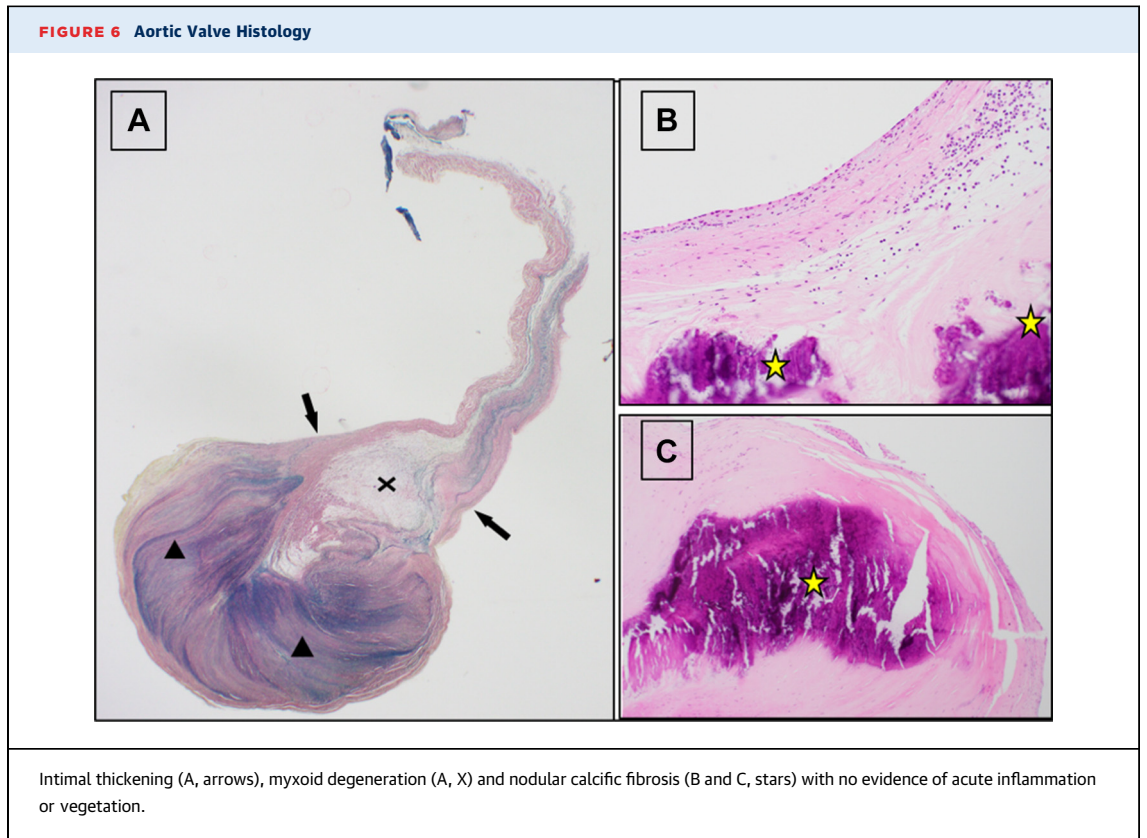 FIGURE 6 Aortic Valve Histology
A
B
C
Intimal thickening (A, arrows), myxoid degeneration (A, X) and nodular calcific fibrosis (B and C, stars) with no evidence of acute inflammation
or vegetation.